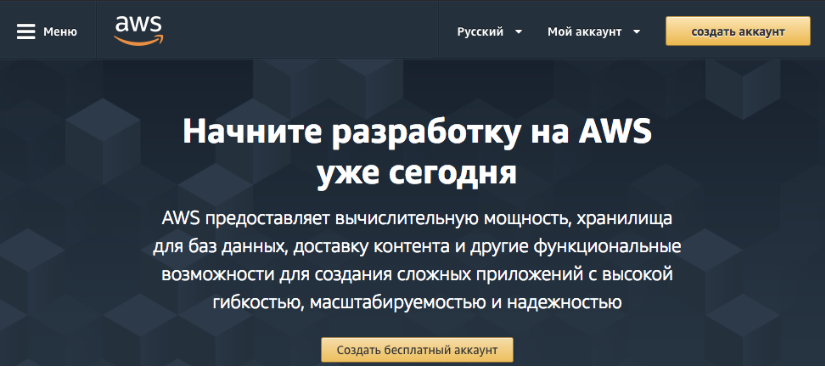 Меню
aws
Русский
Мой аккаунт
создать аккаунт
Начните разработку на AWS
уже сегодня
AWS предоставляет вычислительную мощность, хранилища
для баз данных, доставку контента и другие функциональные
возможности для создания сложных приложений с высокой
гибкостью, масштабируемостью и надежностью
Создать бесплатный аккаунт